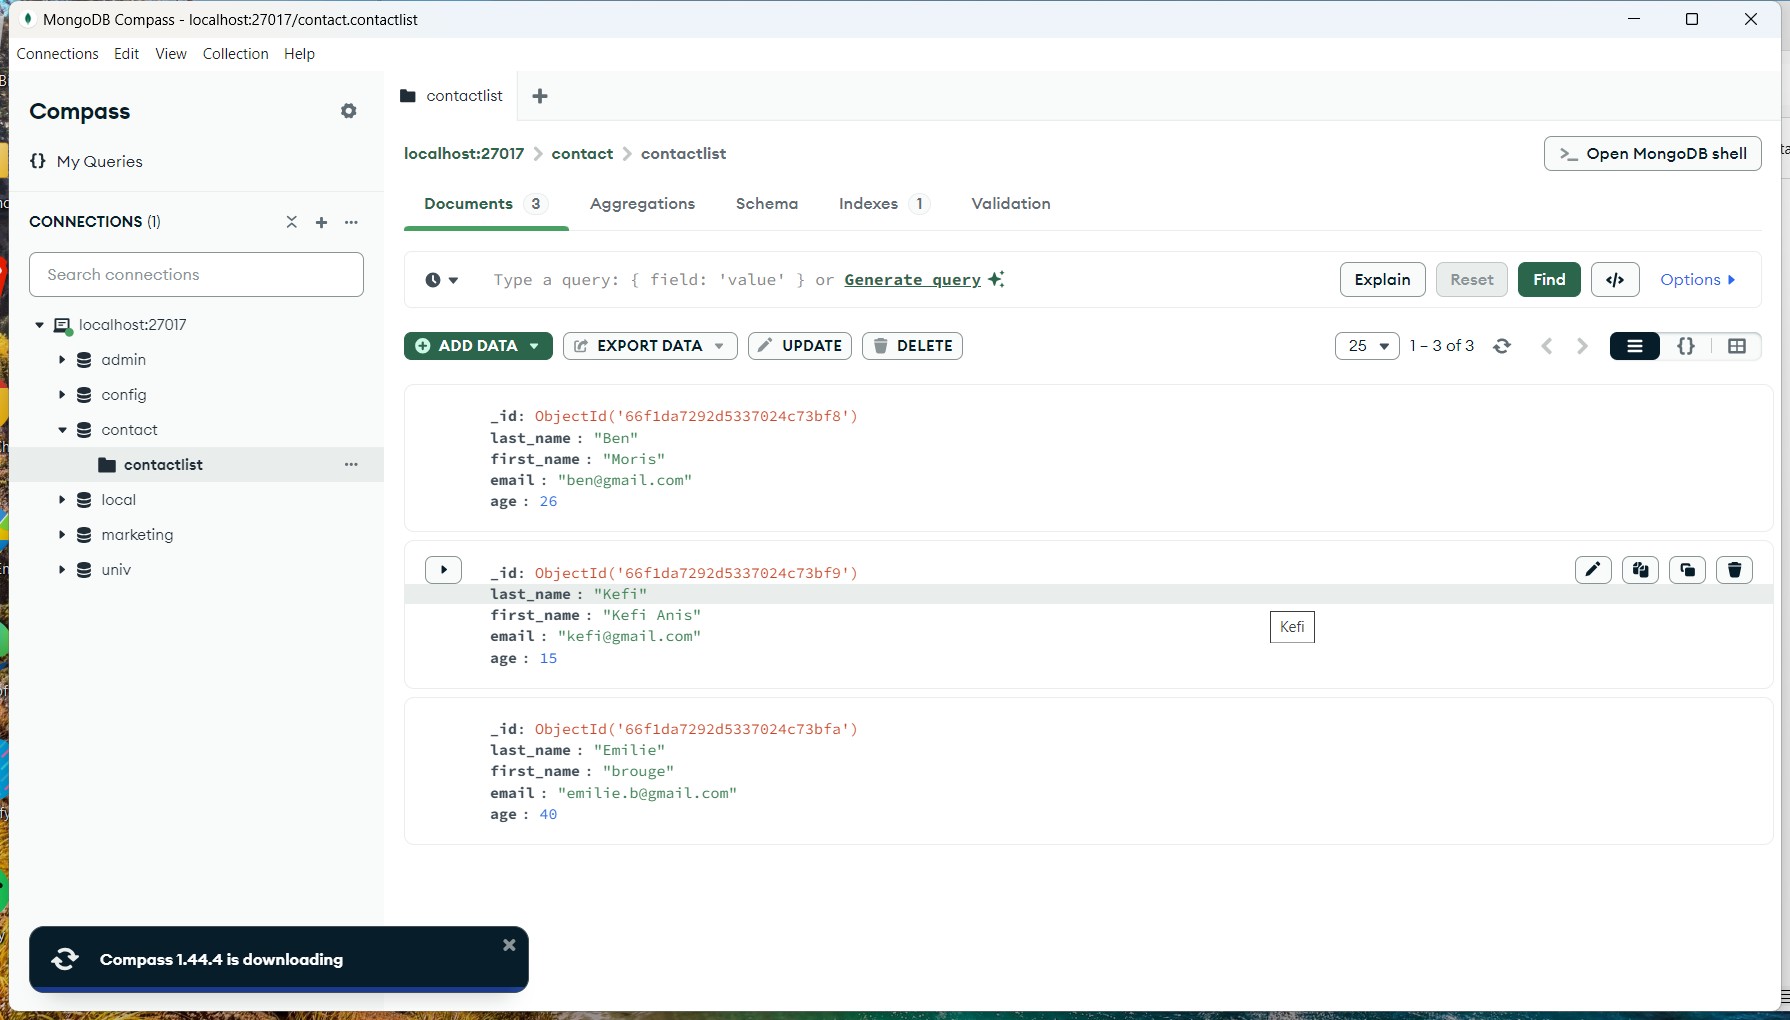 MongoDB Compass - localhost:27017/contact.contactlist
Connections Edit View Collection Help
Compass
{} My Queries
CONNECTIONS (1)
Search connections
localhost:27017
admin
config
contact
contactlist
local
marketing
univ
contactlist
localhost:27017 > contact > contactlist
>_ Open MongoDB shell
Documents 3 Aggregations Schema Indexes 1 Validation
Type a query: { field: 'value' } or Generate query
Explain Reset Find </> Options
ADD DATA EXPORT DATA UPDATE DELETE
25 1 – 3 of 3 {}
_id: ObjectId('66f1da7292d5337024c73bf8')
last_name : "Ben"
first_name : "Moris"
email : "ben@gmail.com"
age : 26
_id: ObjectId('66f1da7292d5337024c73bf9')
last_name : "Kefi"
first_name : "Kefi Anis"
email : "kefi@gmail.com"
age : 15
Kefi
_id: ObjectId('66f1da7292d5337024c73bfa')
last_name : "Emilie"
first_name : "brouge"
email : "emilie.b@gmail.com"
age : 40
Compass 1.44.4 is downloading